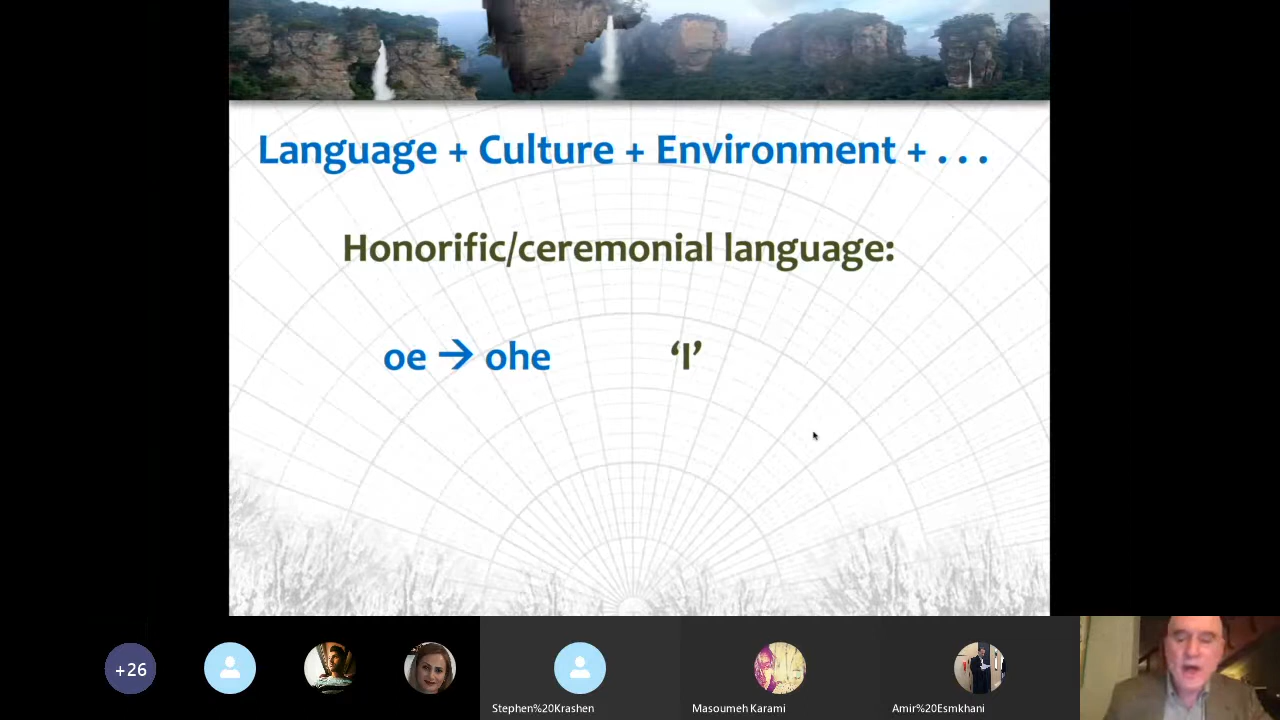 Language + Culture + Environment + . . .
Honorific/ceremonial language:
oe → ohe ‘I’
+26
Stephen%20Krashen
Masoumeh Karami
Amir%20Esmkhani